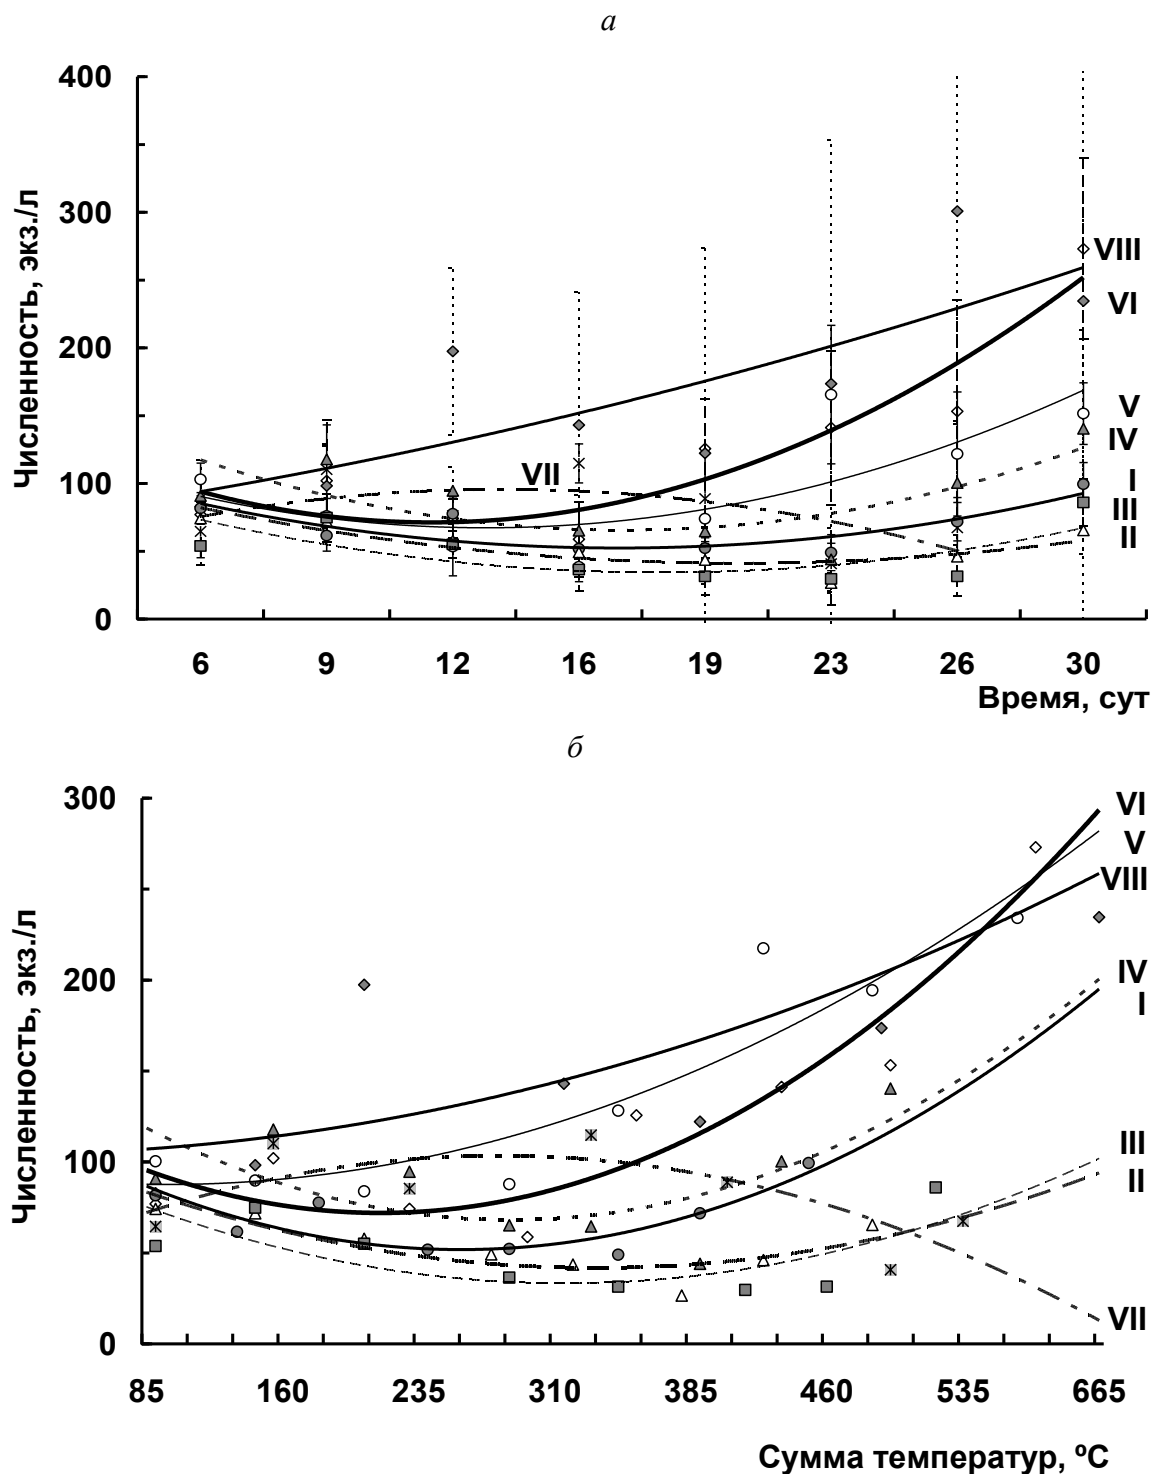 а
Численность, экз./л
400
300
200
100
0
VIII
VI
V
IV
I
III
II
VII
6 9 12 16 19 23 26 30
Время, сут
б
Численность, экз./л
300
200
100
0
VI
V
VIII
IV
I
III
II
VII
85 160 235 310 385 460 535 665
Сумма температур, ºС